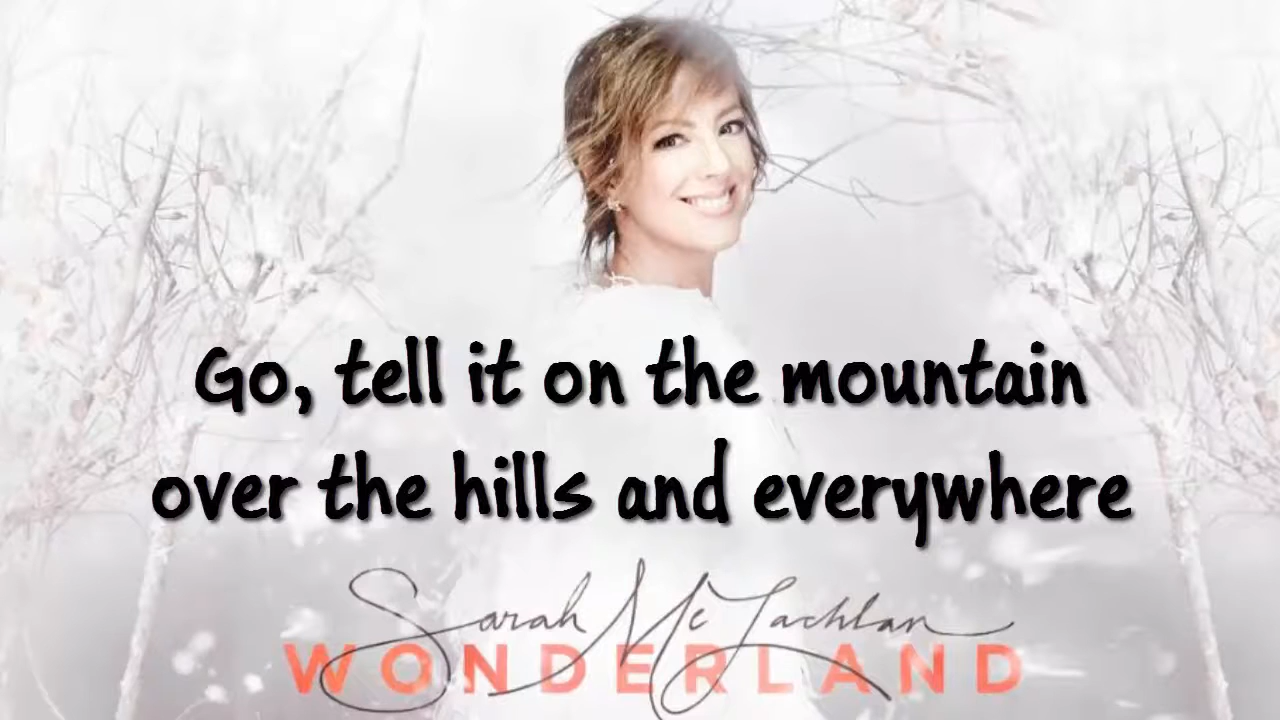 Go, tell it on the mountain
over the hills and everywhere
Sarah McLachlan
WONDERLAND